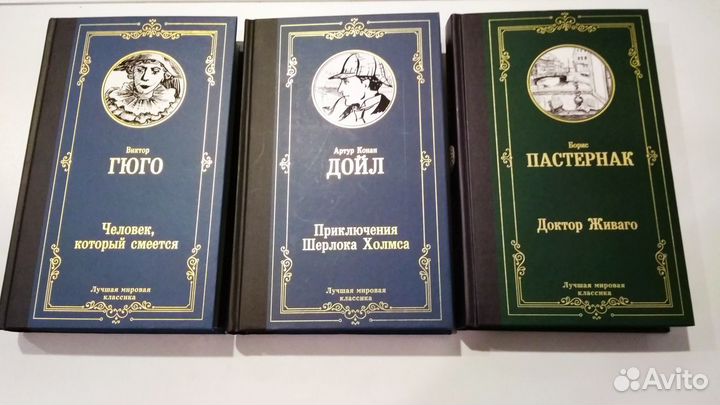 Виктор
ГЮГО
Человек,
который смеется
Лучшая мировая
классика
Артур Конан
ДОЙЛ
Приключения
Шерлока Холмса
Лучшая мировая
классика
Борис
ПАСТЕРНАК
Доктор Живаго
Лучшая мировая
классика
Avito